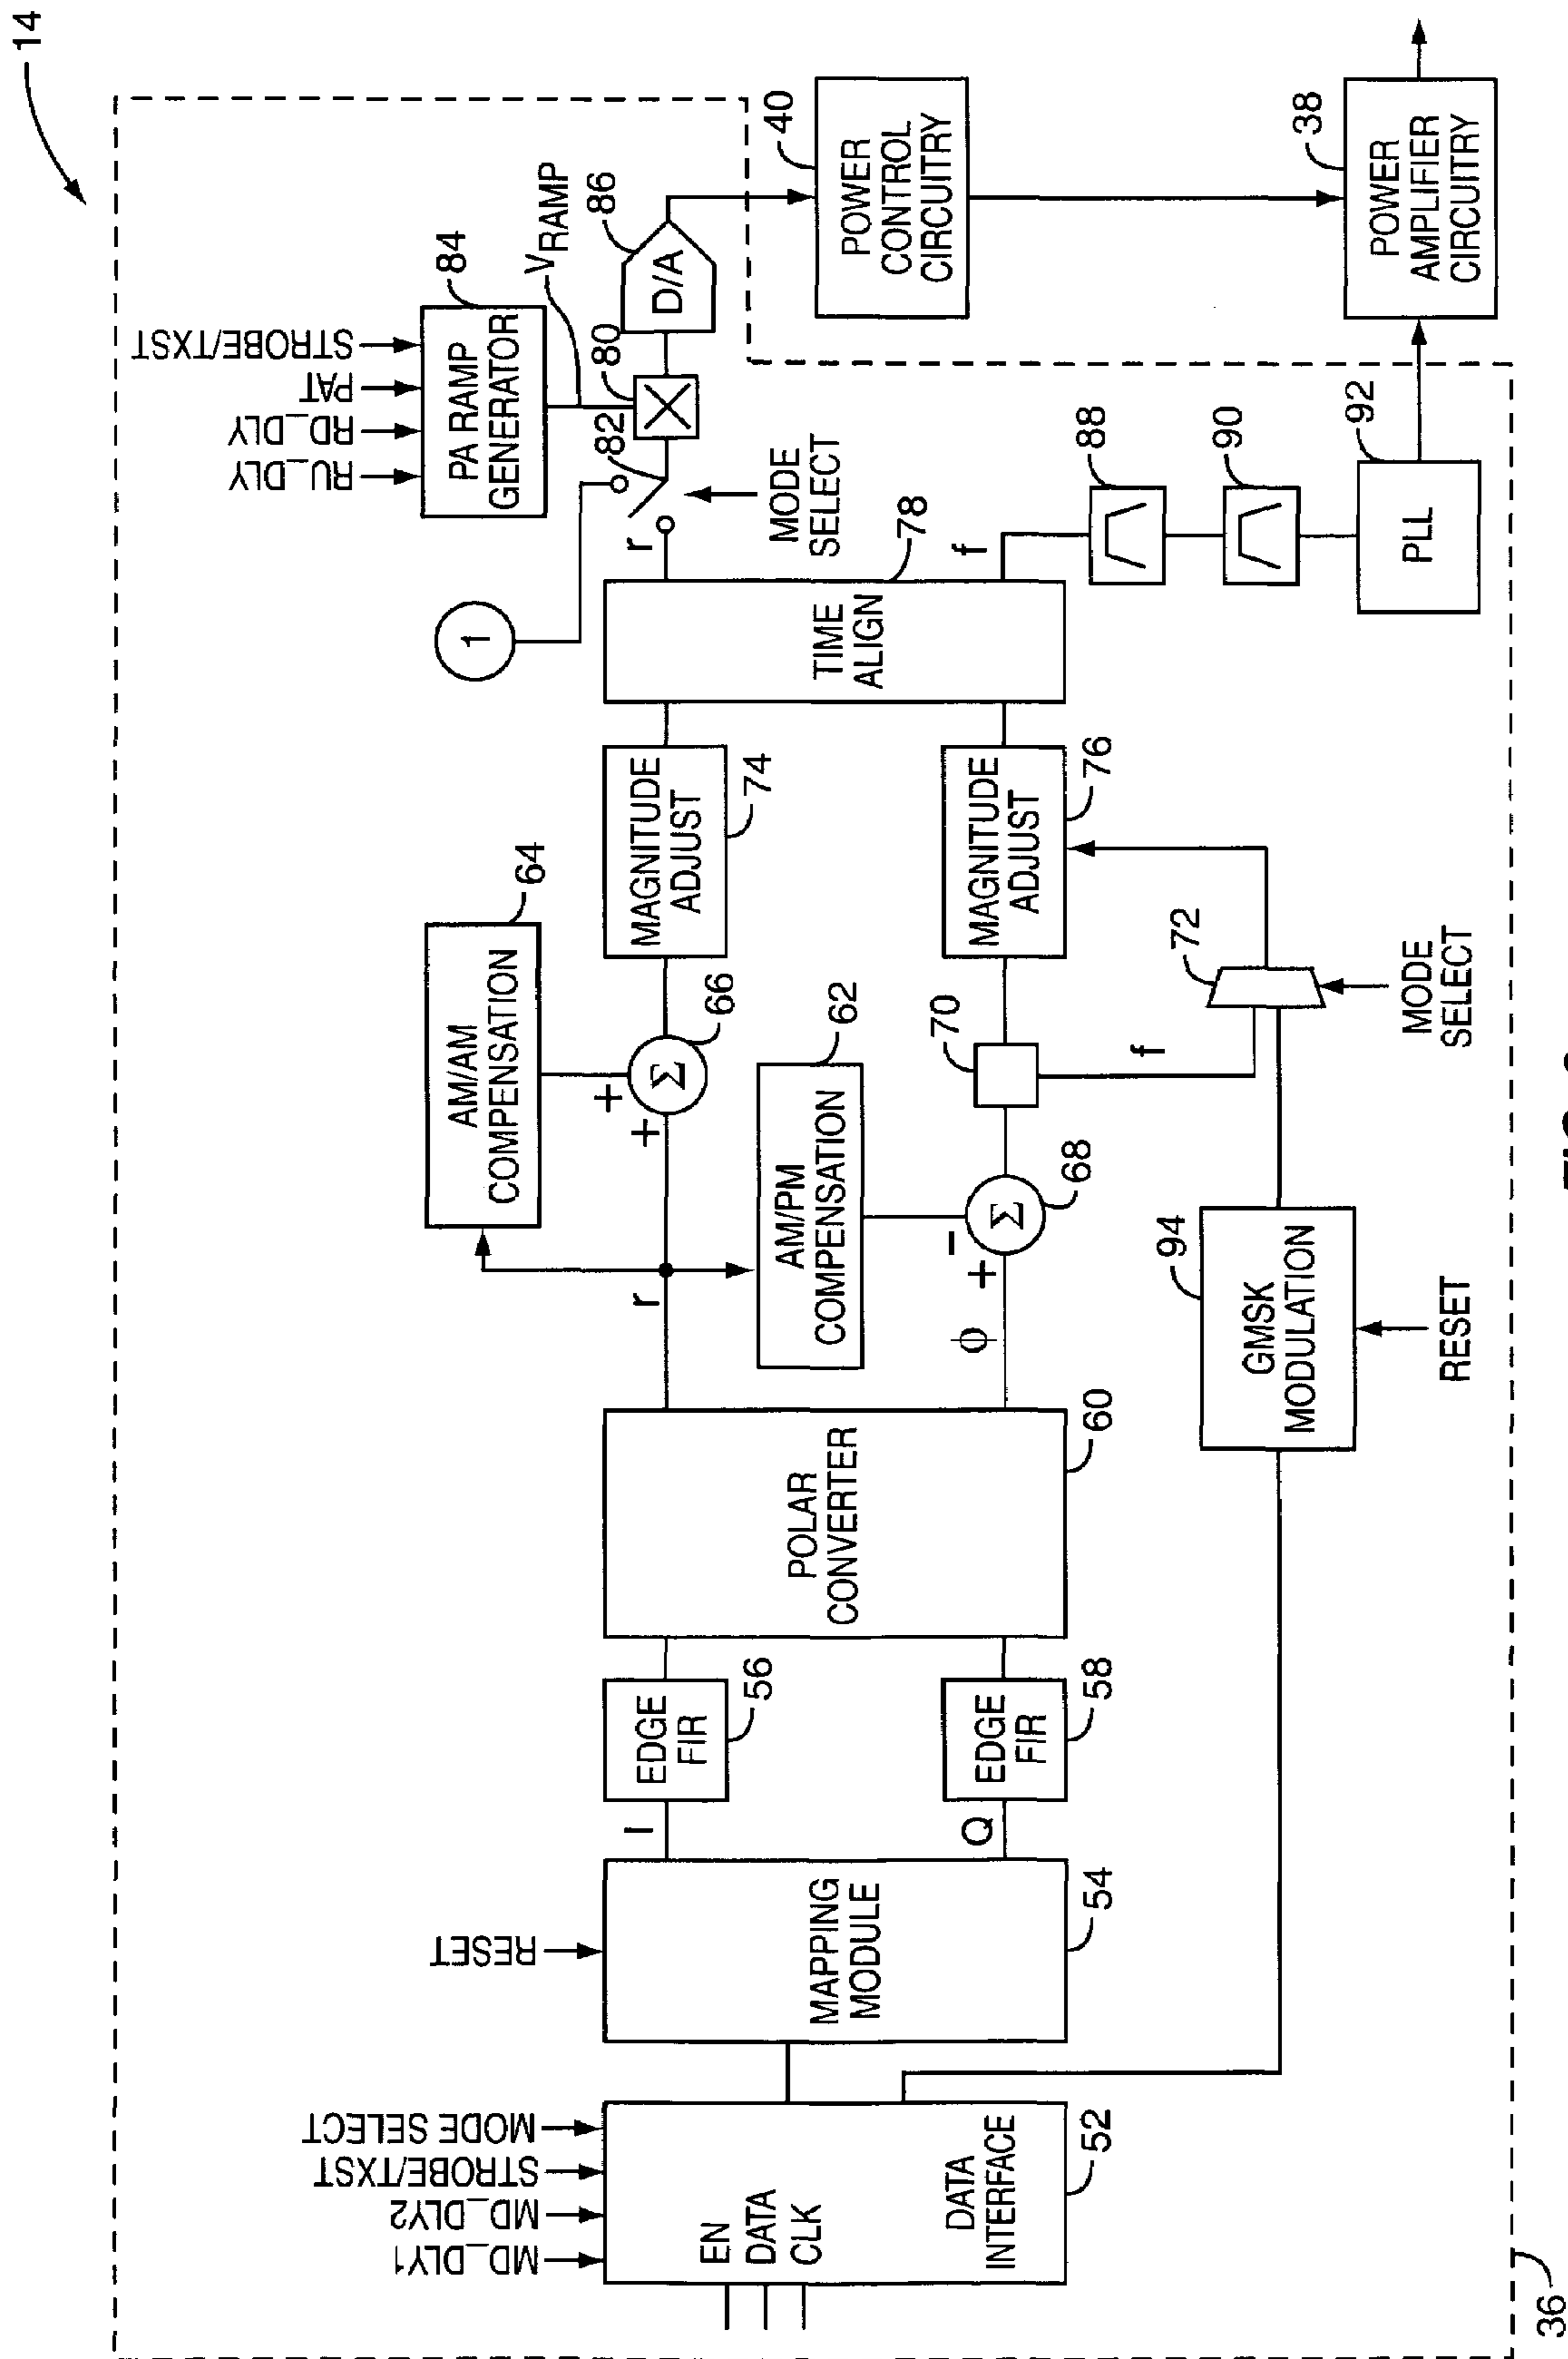 14
MD_DLY1
MD_DLY2
STROBE/TXST
MODE SELECT
EN
DATA
CLK
DATA
INTERFACE
52
RESET
MAPPING
MODULE
54
I
Q
EDGE
FIR
56
EDGE
FIR
58
POLAR
CONVERTER
60
r
ϕ
AM/AM
COMPENSATION
64
AM/PM
COMPENSATION
62
+
+
Σ
66
+
−
Σ
68
70
f
GMSK
MODULATION
94
RESET
72
MODE
SELECT
MAGNITUDE
ADJUST
74
MAGNITUDE
ADJUST
76
TIME
ALIGN
78
1
r
f
MODE
SELECT
82
80
RU_DLY
RD_DLY
PAT
STROBE/TXST
PA RAMP
GENERATOR
84
VRAMP
D/A
86
88
90
PLL
92
POWER
CONTROL
CIRCUITRY
40
POWER
AMPLIFIER
CIRCUITRY
38
36